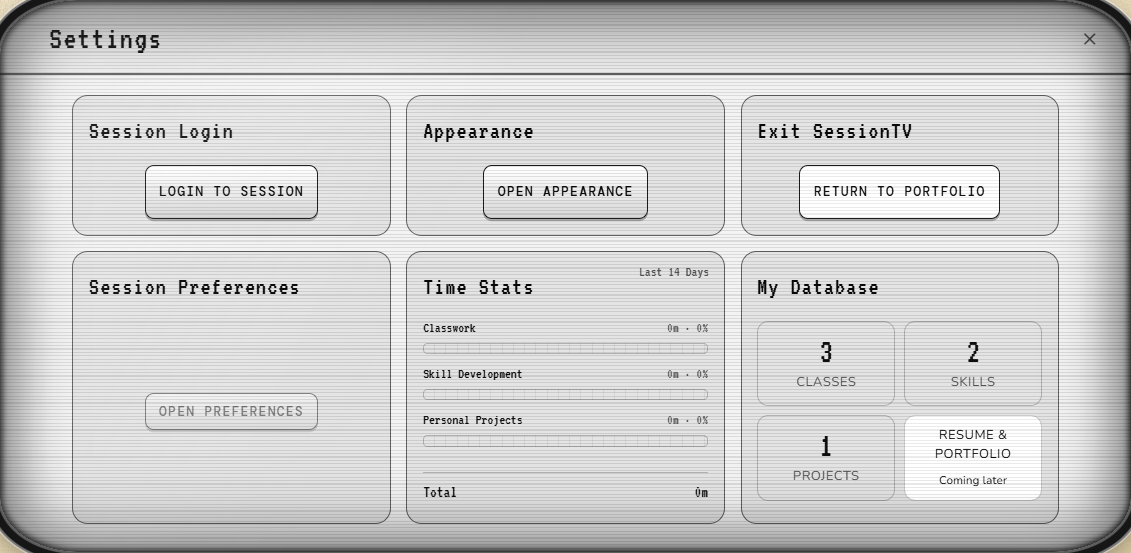 Settings
×
Session Login
LOGIN TO SESSION
Appearance
OPEN APPEARANCE
Exit SessionTV
RETURN TO PORTFOLIO
Session Preferences
OPEN PREFERENCES
Last 14 Days
Time Stats
Classwork 0m · 0%
Skill Development 0m · 0%
Personal Projects 0m · 0%
Total 0m
My Database
3
CLASSES
2
SKILLS
1
PROJECTS
RESUME &
PORTFOLIO
Coming later